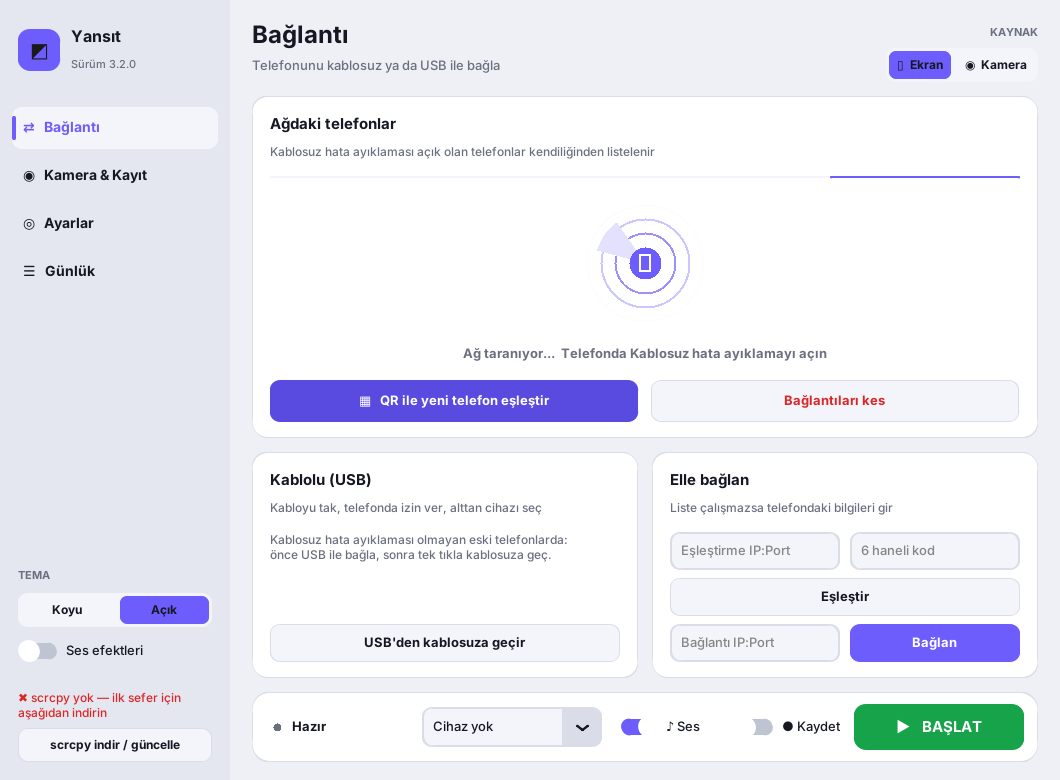 Yansıt
Sürüm 3.2.0
Bağlantı
Kamera & Kayıt
Ayarlar
Günlük
TEMA
Koyu
Açık
Ses efektleri
✖ scrcpy yok — ilk sefer için
aşağıdan indirin
scrcpy indir / güncelle
Bağlantı
Telefonunu kablosuz ya da USB ile bağla
KAYNAK
Ekran
Kamera
Ağdaki telefonlar
Kablosuz hata ayıklaması açık olan telefonlar kendiliğinden listelenir
Ağ taranıyor... Telefonda Kablosuz hata ayıklamayı açın
QR ile yeni telefon eşleştir
Bağlantıları kes
Kablolu (USB)
Kabloyu tak, telefonda izin ver, alttan cihazı seç
Kablosuz hata ayıklaması olmayan eski telefonlarda:
önce USB ile bağla, sonra tek tıkla kablosuza geç.
USB'den kablosuza geçir
Elle bağlan
Liste çalışmazsa telefondaki bilgileri gir
Eşleştirme IP:Port
6 haneli kod
Eşleştir
Bağlantı IP:Port
Bağlan
Hazır
Cihaz yok
♪ Ses
● Kaydet
▶ BAŞLAT